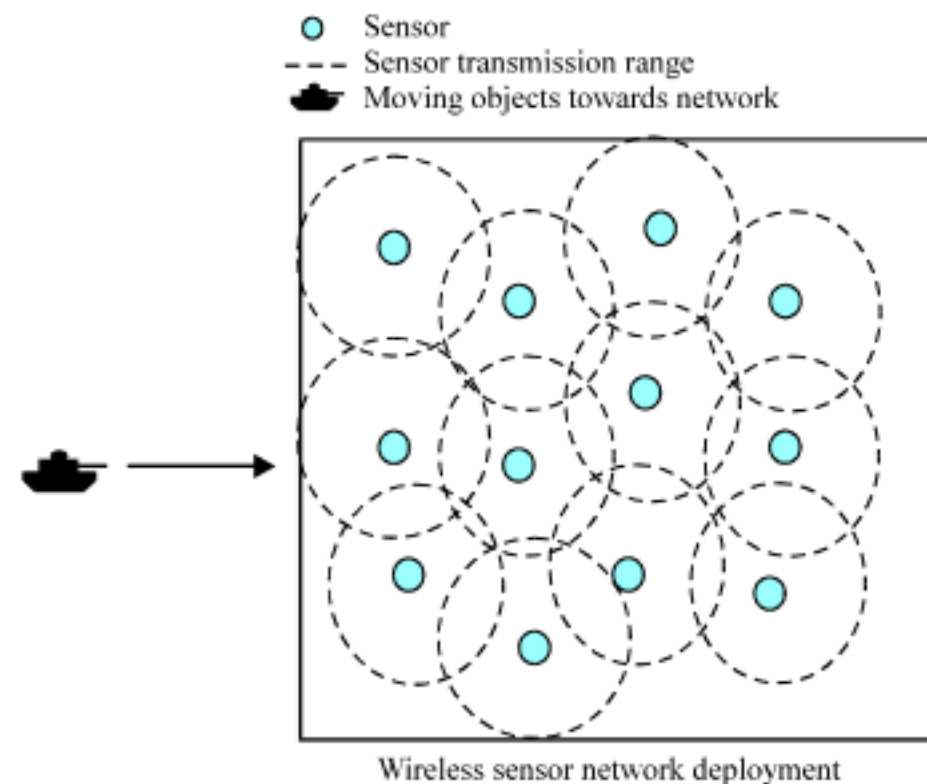 Sensor
Sensor transmission range
Moving objects towards network
Wireless sensor network deployment